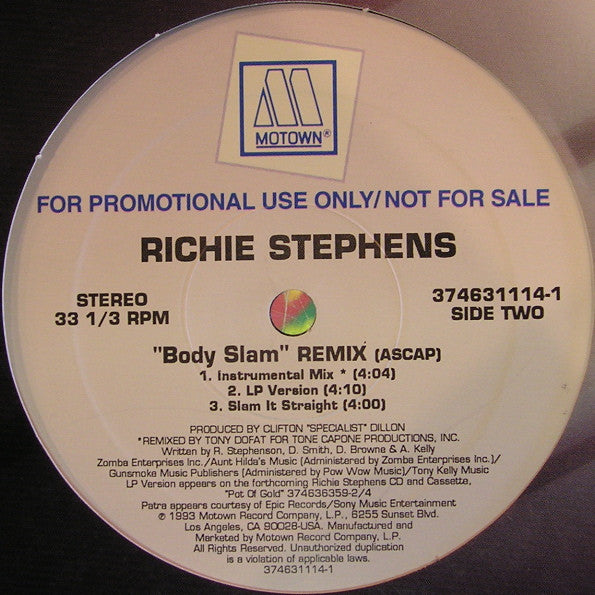 MOTOWN®
FOR PROMOTIONAL USE ONLY/NOT FOR SALE
RICHIE STEPHENS
STEREO
33 1/3 RPM
374631114-1
SIDE TWO
"Body Slam" REMIX (ASCAP)
1. Instrumental Mix * (4:04)
2. LP Version (4:10)
3. Slam It Straight (4:00)
PRODUCED BY CLIFTON "SPECIALIST" DILLON
*REMIXED BY TONY DOFAT FOR TONE CAPONE PRODUCTIONS, INC.
Written by R. Stephenson, D. Smith, D. Browne & A. Kelly
Zomba Enterprises Inc./Aunt Hilda's Music (Administered by Zomba Enterprises Inc.)/
Gunsmoke Music Publishers (Administered by Pow Wow Music)/Tony Kelly Music
LP Version appears on the forthcoming Richie Stephens CD and Cassette,
"Pot Of Gold" 374636359-2/4
Patra appears courtesy of Epic Records/Sony Music Entertainment
℗ 1993 Motown Record Company, L.P., 6255 Sunset Blvd.
Los Angeles, CA 90028-USA. Manufactured and
Marketed by Motown Record Company, L.P.
All Rights Reserved. Unauthorized duplication
is a violation of applicable laws.
374631114-1